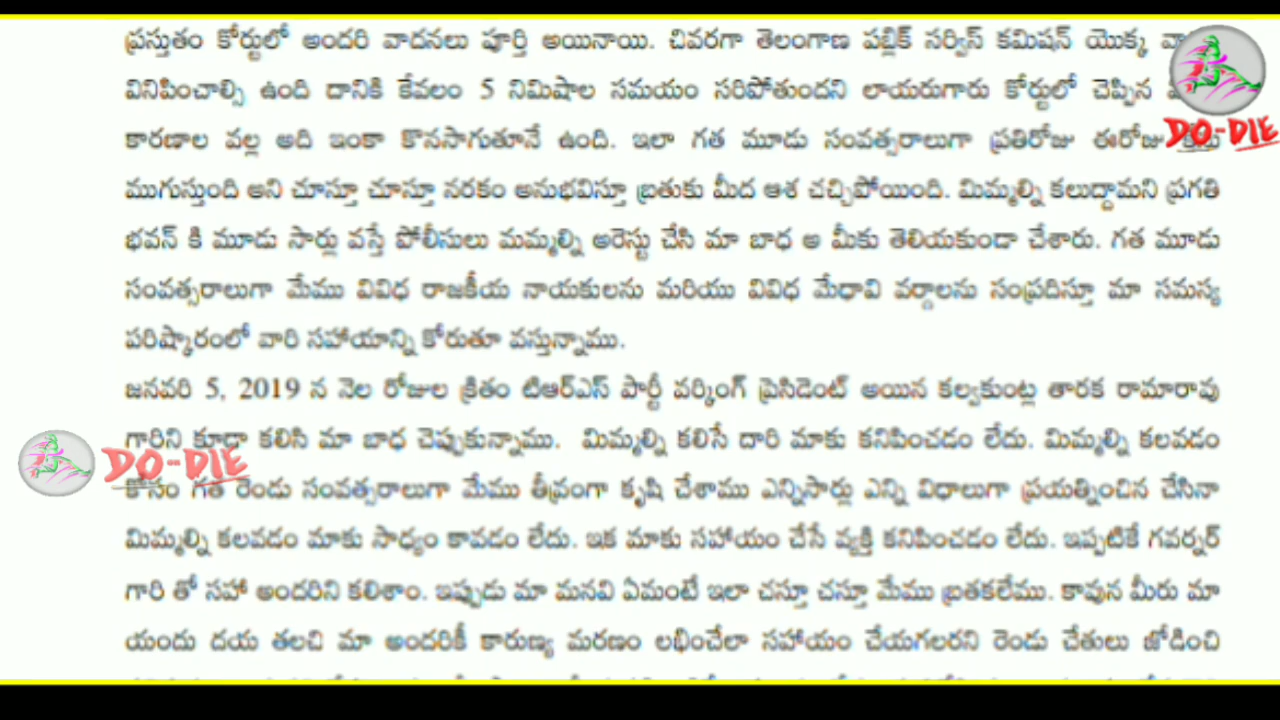 ప్రస్తుతం కోర్టులో అందరి వాదనలు పూర్తి అయినాయి. చివరగా తెలంగాణ పబ్లిక్ సర్విస్ కమిషన్ యొక్క
వినిపించాల్సి ఉంది దానికి కేవలం 5 నిమిషాల సమయం సరిపోతుందని లాయరుగారు కోర్టులో చెప్పిన
DO-DIE
కారణాల వల్ల అది ఇంకా కొనసాగుతూనే ఉంది. ఇలా గత మూడు సంవత్సరాలుగా ప్రతిరోజు ఈరోజు
ముగుస్తుంది అని చూస్తూ చూస్తూ నరకం అనుభవిస్తూ బ్రతుకు మీద ఆశ చచ్చిపోయింది. మిమ్మల్ని కలుద్దామని ప్రగతి
భవన్ కి మూడు సార్లు వస్తే పోలీసులు మమ్మల్ని అరెస్టు చేసి మా బాధ అ మీకు తెలియకుండా చేశారు. గత మూడు
సంవత్సరాలుగా మేము వివిధ రాజకీయ నాయకులను మరియు వివిధ మేధావి వర్గాలను సంప్రదిస్తూ మా సమస్య
పరిష్కారంలో వారి సహాయాన్ని కోరుతూ వస్తున్నాము.
జనవరి 5, 2019 న నెల రోజుల క్రితం టిఆర్ఎస్ పార్టీ వర్కింగ్ ప్రెసిడెంట్ అయిన కల్వకుంట్ల తారక రామారావు
గారిని కూడా కలిసి మా బాధ చెప్పుకున్నాము. మిమ్మల్ని కలిసే దారి మాకు కనిపించడం లేదు. మిమ్మల్ని కలవడం
DO-DIE
కోసం గత రెండు సంవత్సరాలుగా మేము తీవ్రంగా కృషి చేశాము ఎన్నిసార్లు ఎన్ని విధాలుగా ప్రయత్నించిన చేసినా
మిమ్మల్ని కలవడం మాకు సాధ్యం కావడం లేదు. ఇక మాకు సహాయం చేసే వ్యక్తి కనిపించడం లేదు. ఇప్పటికే గవర్నర్
గారి తో సహా అందరిని కలిశాం. ఇప్పుడు మా మనవి ఏమంటే ఇలా చస్తూ చస్తూ మేము బ్రతకలేము. కావున మీరు మా
యందు దయ తలచి మా అందరికీ కారుణ్య మరణం లభించేలా సహాయం చేయగలరని రెండు చేతులు జోడించి